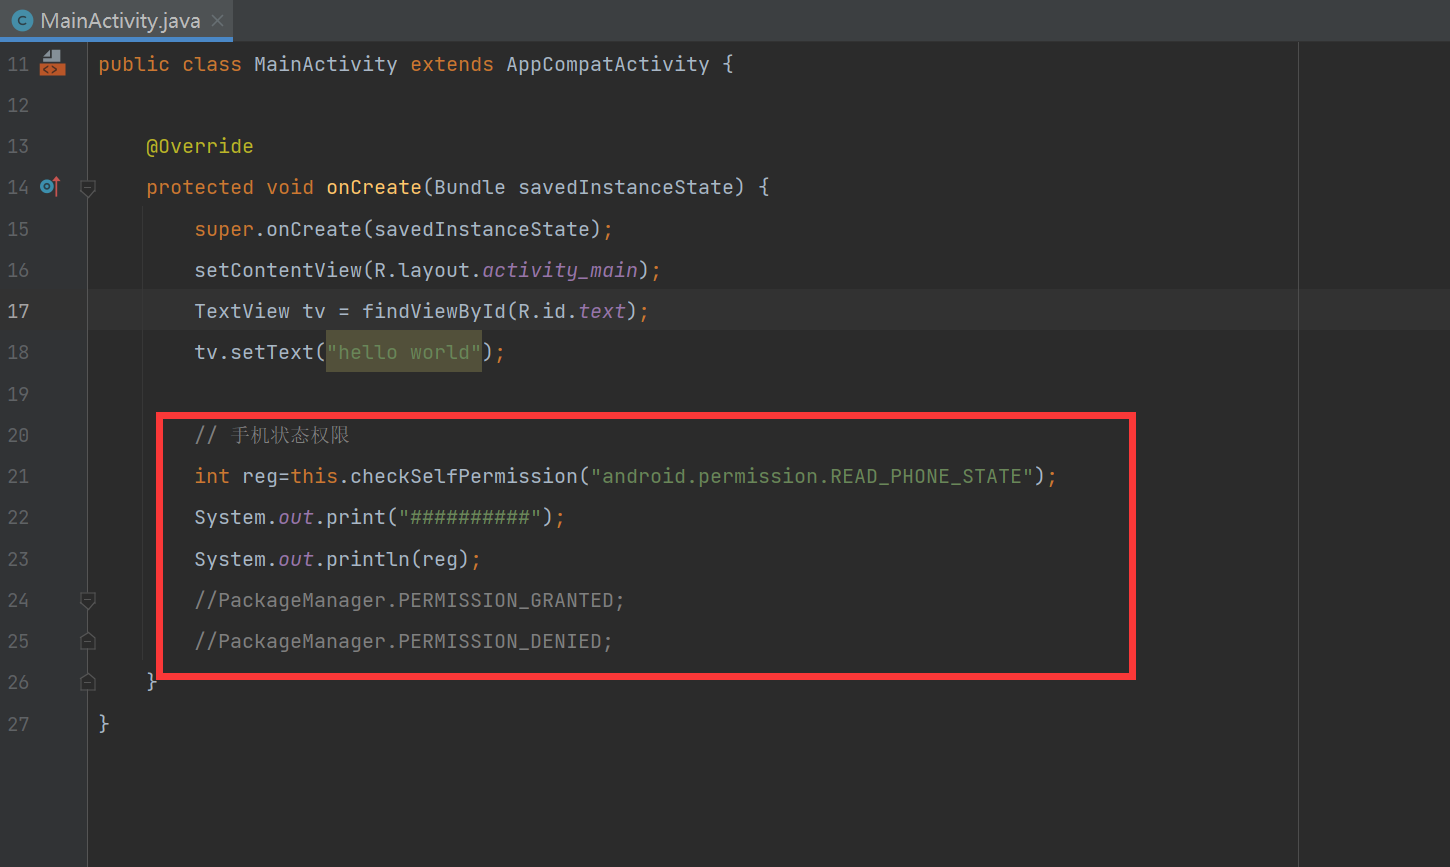 MainActivity.java
11 public class MainActivity extends AppCompatActivity {
12
13 @Override
14 protected void onCreate(Bundle savedInstanceState) {
15 super.onCreate(savedInstanceState);
16 setContentView(R.layout.activity_main);
17 TextView tv = findViewById(R.id.text);
18 tv.setText("hello world");
19
20 // 手机状态权限
21 int reg=this.checkSelfPermission("android.permission.READ_PHONE_STATE");
22 System.out.print("##########");
23 System.out.println(reg);
24 //PackageManager.PERMISSION_GRANTED;
25 //PackageManager.PERMISSION_DENIED;
26 }
27 }